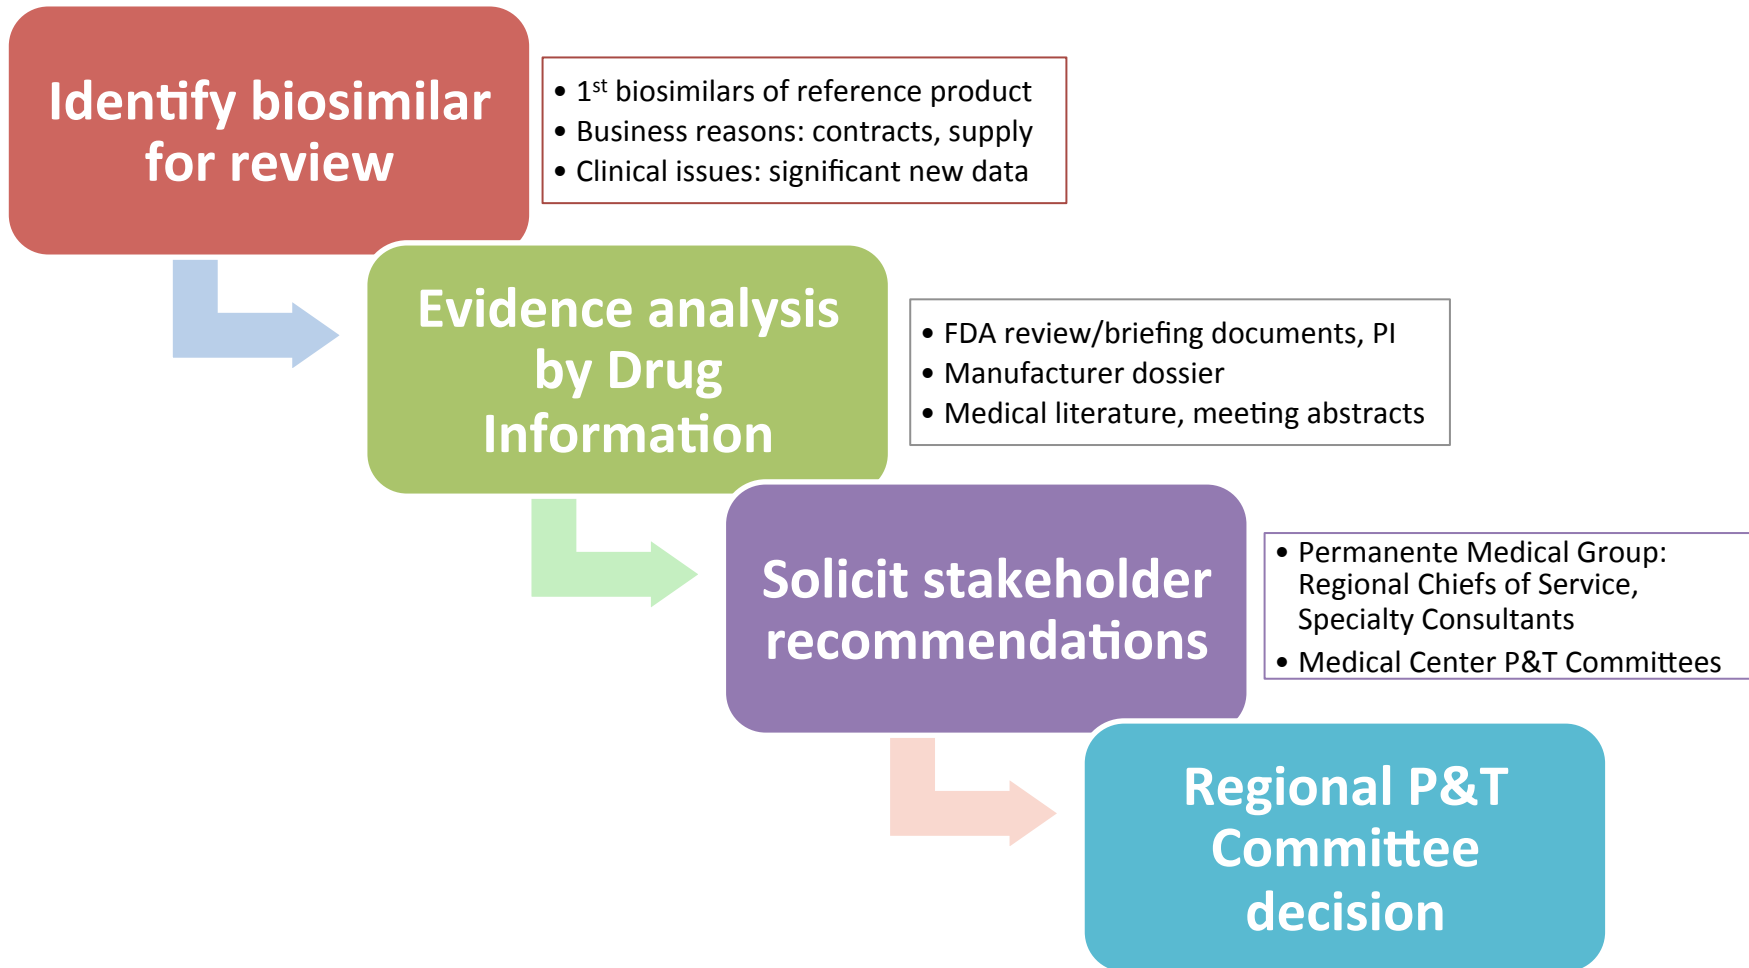 Identify biosimilar
for review
• 1st biosimilars of reference product
• Business reasons: contracts, supply
• Clinical issues: significant new data
Evidence analysis
by Drug
Information
• FDA review/briefing documents, PI
• Manufacturer dossier
• Medical literature, meeting abstracts
Solicit stakeholder
recommendations
• Permanente Medical Group:
Regional Chiefs of Service,
Specialty Consultants
• Medical Center P&T Committees
Regional P&T
Committee
decision